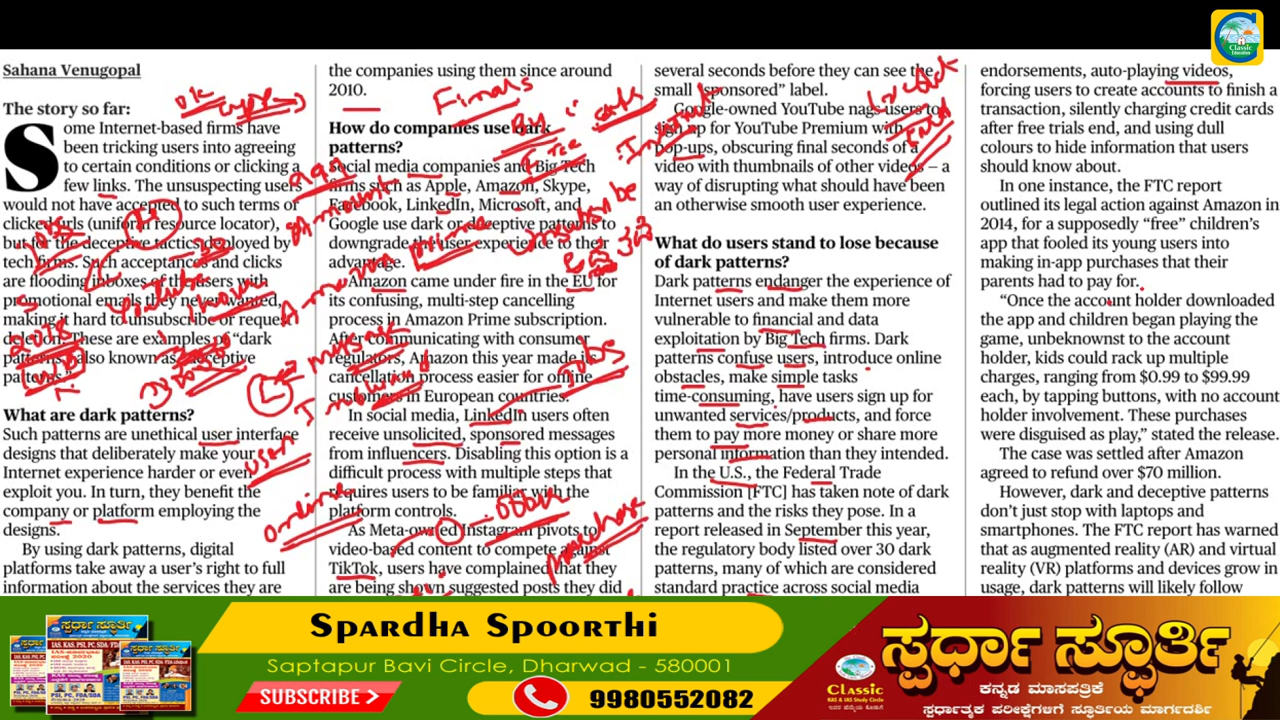 Classic
Education
Sahana Venugopal
The story so far:
Some Internet-based firms have
been tricking users into agreeing
to certain conditions or clicking a
few links. The unsuspecting users
would not have accepted to such terms or
clicked urls (uniform resource locator),
but for the deceptive tactics deployed by
tech firms. Such acceptances and clicks
are flooding inboxes of the users with
promotional emails they never wanted,
making it hard to unsubscribe or request
deletion. These are examples of “dark
patterns,” also known as “deceptive
patterns.”
What are dark patterns?
Such patterns are unethical user interface
designs that deliberately make your
Internet experience harder or even
exploit you. In turn, they benefit the
company or platform employing the
designs.
By using dark patterns, digital
platforms take away a user’s right to full
information about the services they are
the companies using them since around
2010.
How do companies use dark
patterns?
Social media companies and Big Tech
firms such as Apple, Amazon, Skype,
Facebook, LinkedIn, Microsoft, and
Google use dark or deceptive patterns to
downgrade the user experience to their
advantage.
Amazon came under fire in the EU for
its confusing, multi-step cancelling
process in Amazon Prime subscription.
After communicating with consumer
regulators, Amazon this year made its
cancellation process easier for online
customers in European countries.
In social media, LinkedIn users often
receive unsolicited, sponsored messages
from influencers. Disabling this option is a
difficult process with multiple steps that
requires users to be familiar with the
platform controls.
As Meta-owned Instagram pivots to
video-based content to compete against
TikTok, users have complained that they
are being shown suggested posts they did
several seconds before they can see the
small “sponsored” label.
Google-owned YouTube nags users to
sign up for YouTube Premium with
pop-ups, obscuring final seconds of a
video with thumbnails of other videos – a
way of disrupting what should have been
an otherwise smooth user experience.
What do users stand to lose because
of dark patterns?
Dark patterns endanger the experience of
Internet users and make them more
vulnerable to financial and data
exploitation by Big Tech firms. Dark
patterns confuse users, introduce online
obstacles, make simple tasks
time-consuming, have users sign up for
unwanted services/products, and force
them to pay more money or share more
personal information than they intended.
In the U.S., the Federal Trade
Commission [FTC] has taken note of dark
patterns and the risks they pose. In a
report released in September this year,
the regulatory body listed over 30 dark
patterns, many of which are considered
standard practice across social media
endorsements, auto-playing videos,
forcing users to create accounts to finish a
transaction, silently charging credit cards
after free trials end, and using dull
colours to hide information that users
should know about.
In one instance, the FTC report
outlined its legal action against Amazon in
2014, for a supposedly “free” children’s
app that fooled its young users into
making in-app purchases that their
parents had to pay for.
“Once the account holder downloaded
the app and children began playing the
game, unbeknownst to the account
holder, kids could rack up multiple
charges, ranging from $0.99 to $99.99
each, by tapping buttons, with no account
holder involvement. These purchases
were disguised as play,” stated the release.
The case was settled after Amazon
agreed to refund over $70 million.
However, dark and deceptive patterns
don’t just stop with laptops and
smartphones. The FTC report has warned
that as augmented reality (AR) and virtual
reality (VR) platforms and devices grow in
usage, dark patterns will likely follow
Finals
Amount
Amazon
prime
user
online
jobs
purchase
Spardha Spoorthi
Saptapur Bavi Circle Dharwad - 580001
SUBSCRIBE >
9980552082
Classic
KAS & IAS Study Circle
ಸ್ಪರ್ಧಾ ಸ್ಫೂರ್ತಿ
ಕನ್ನಡ ಮಾಸಪತ್ರಿಕೆ
ಸ್ಪರ್ಧಾತ್ಮಕ ಪರೀಕ್ಷೆಗಳಿಗೆ ಸ್ಫೂರ್ತಿಯ ಮಾರ್ಗದರ್ಶಿ